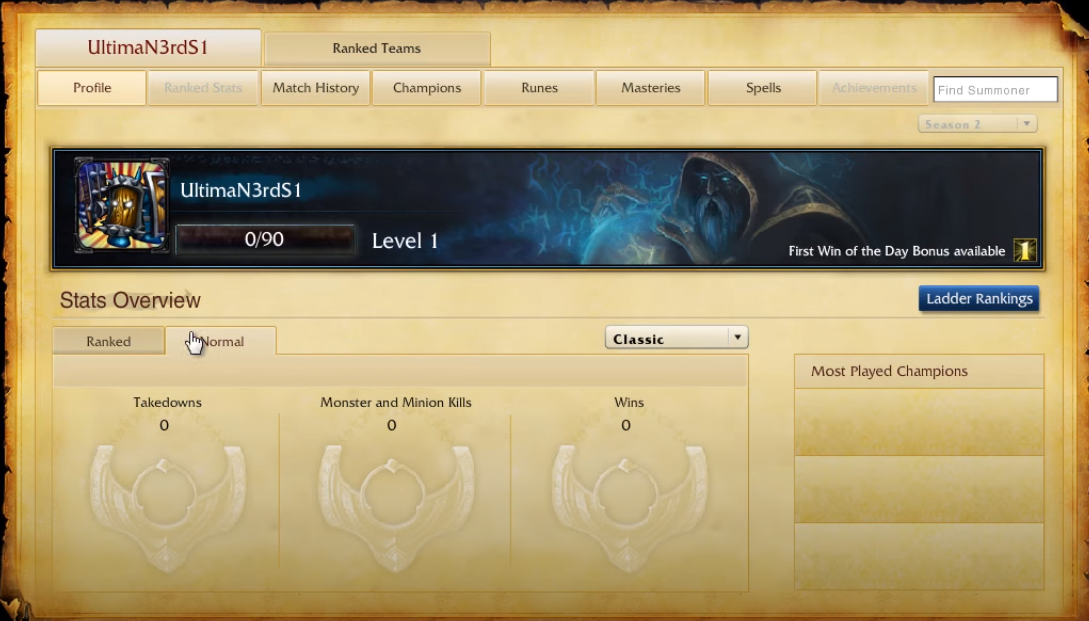 UltimaN3rdS1
Ranked Teams
Profile
Ranked Stats
Match History
Champions
Runes
Masteries
Spells
Achievements
Find Summoner
Season 2
UltimaN3rdS1
0/90
Level 1
First Win of the Day Bonus available
1
Stats Overview
Ladder Rankings
Ranked
Normal
Classic
Most Played Champions
Takedowns
Monster and Minion Kills
Wins
0
0
0